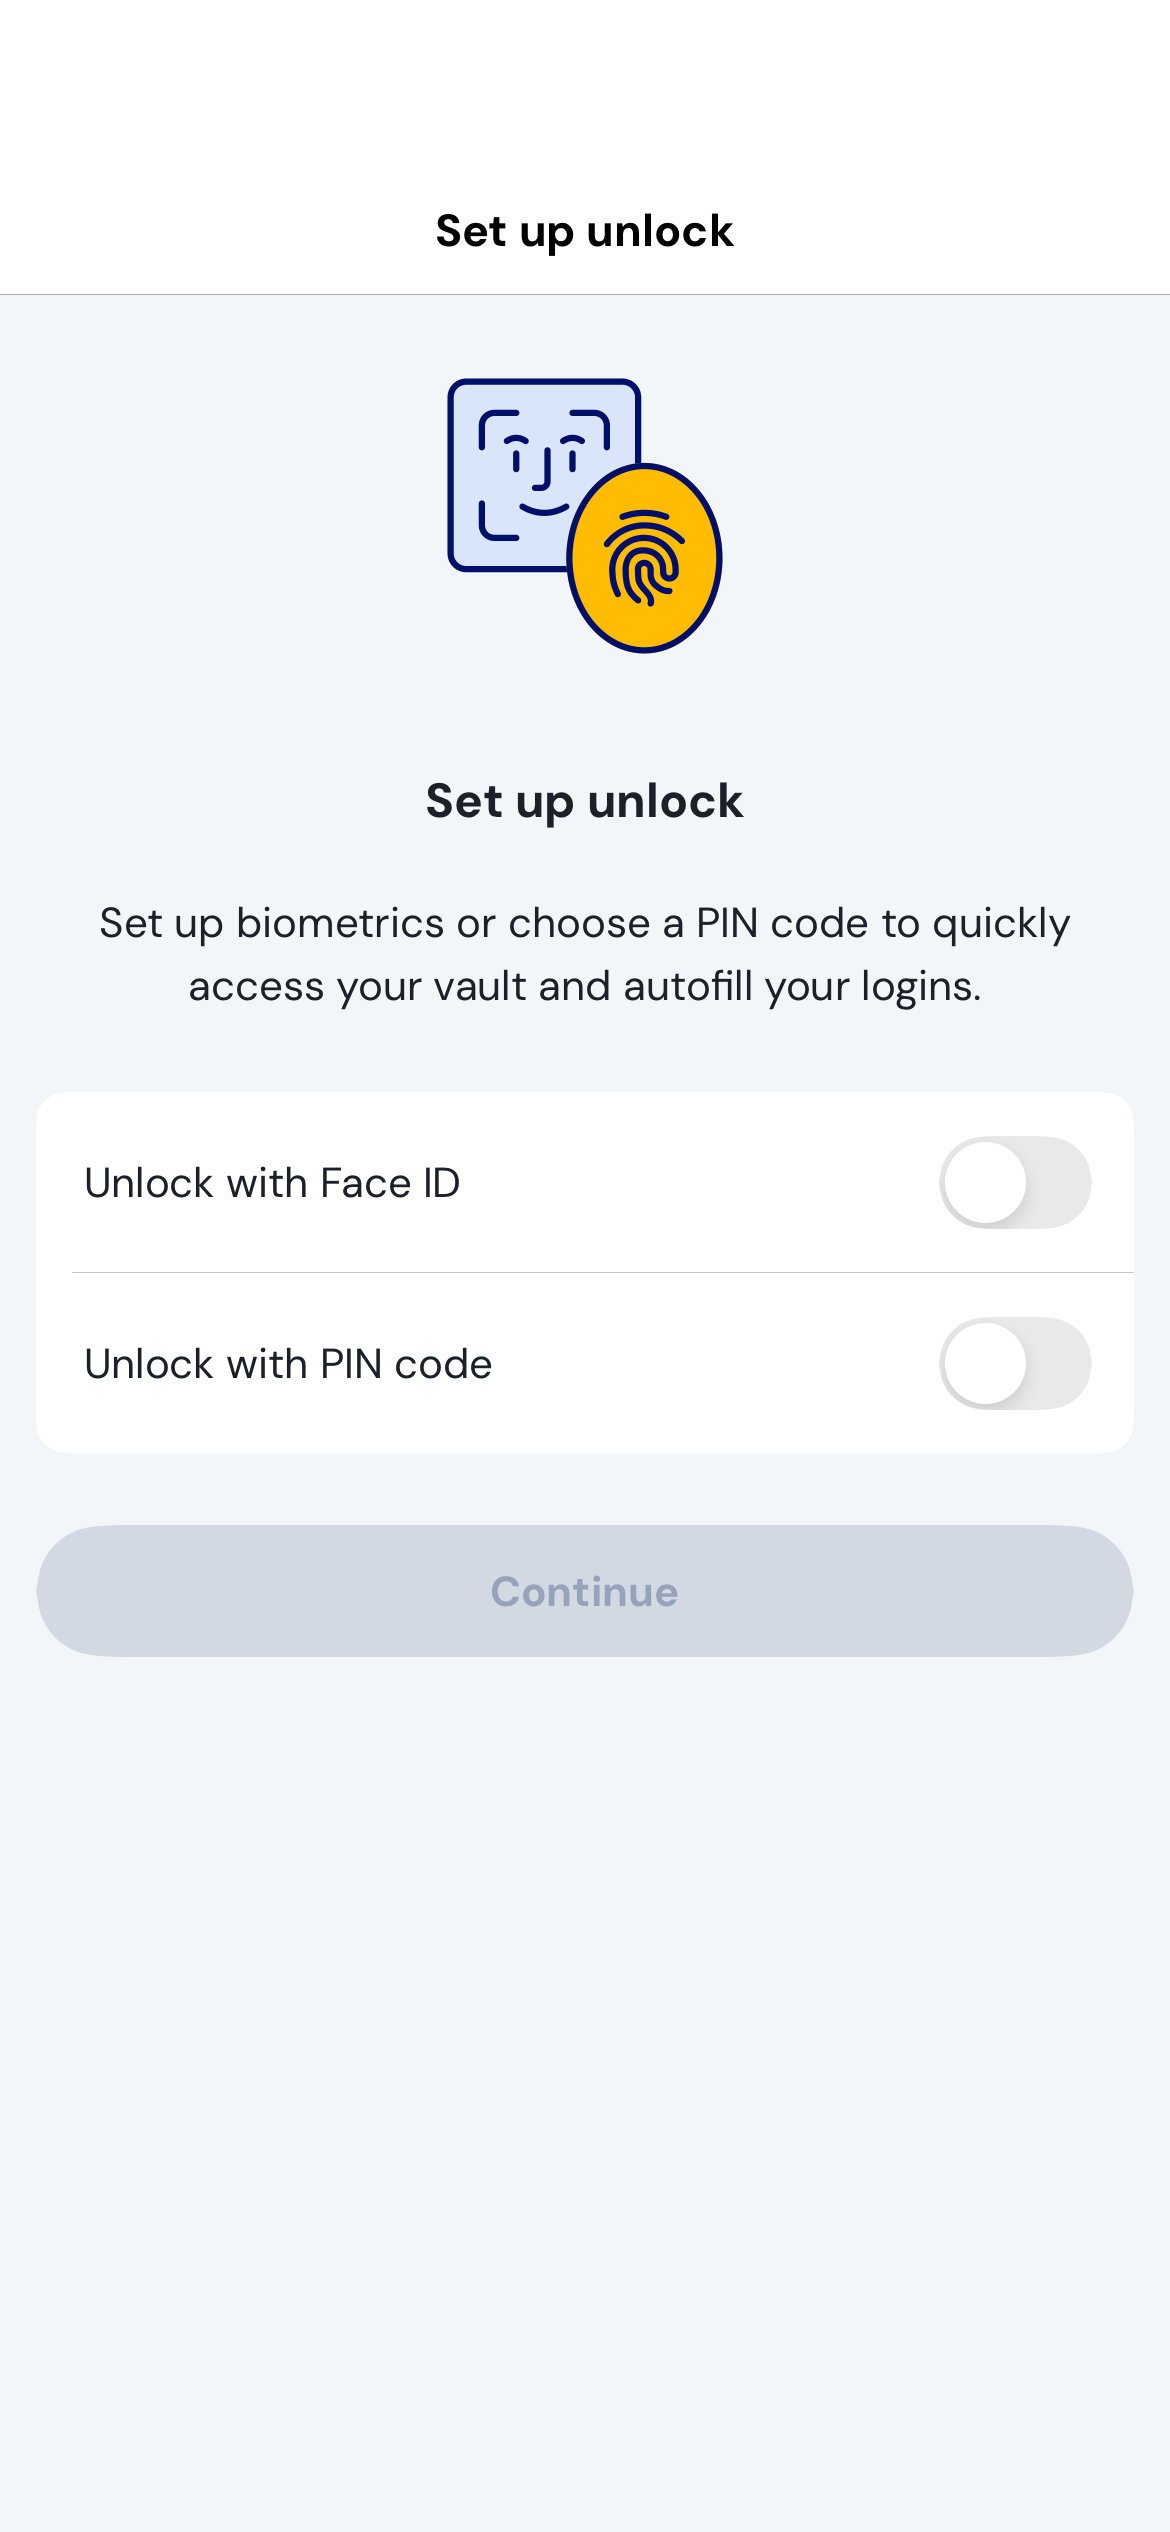 Set up unlock
Set up unlock
Set up biometrics or choose a PIN code to quickly
access your vault and autofill your logins.
Unlock with Face ID
Unlock with PIN code
Continue